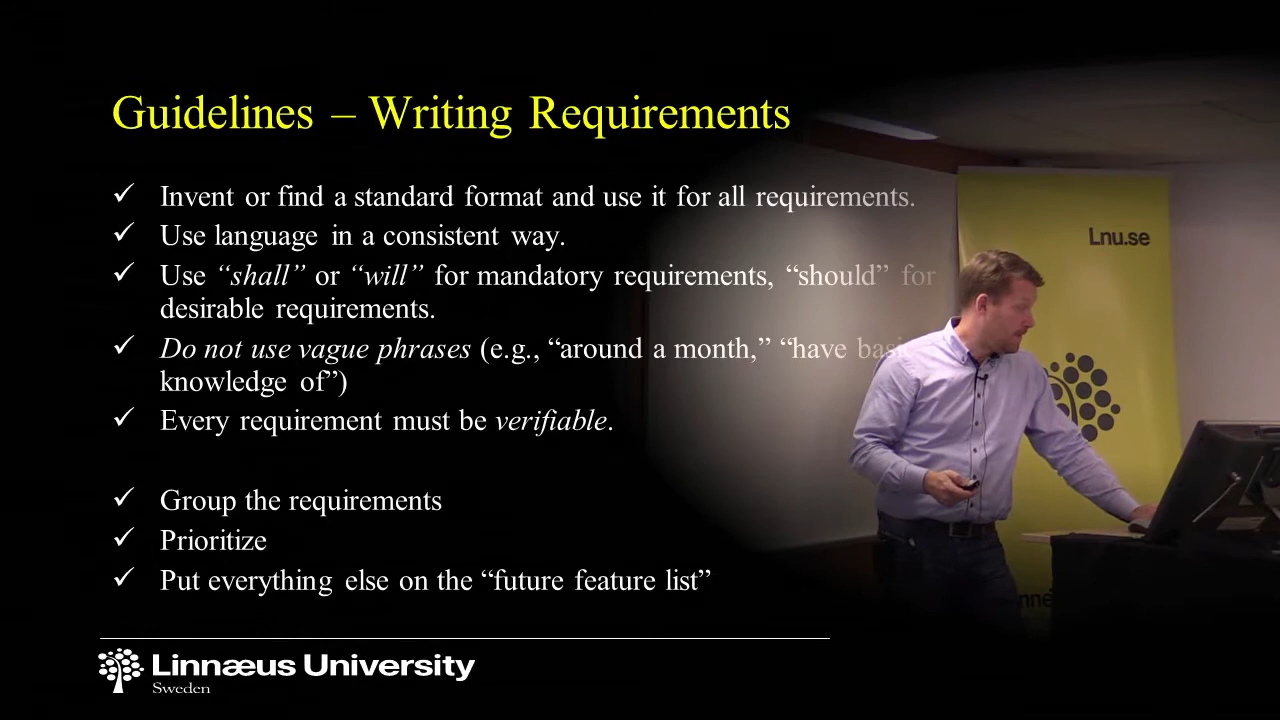 Guidelines – Writing Requirements
✓ Invent or find a standard format and use it for all requirements.
✓ Use language in a consistent way.
✓ Use “shall” or “will” for mandatory requirements, “should” for
desirable requirements.
✓ Do not use vague phrases (e.g., “around a month,” “have basic
knowledge of”)
✓ Every requirement must be verifiable.
✓ Group the requirements
✓ Prioritize
✓ Put everything else on the “future feature list”
Linnæus University
Sweden
Lnu.se